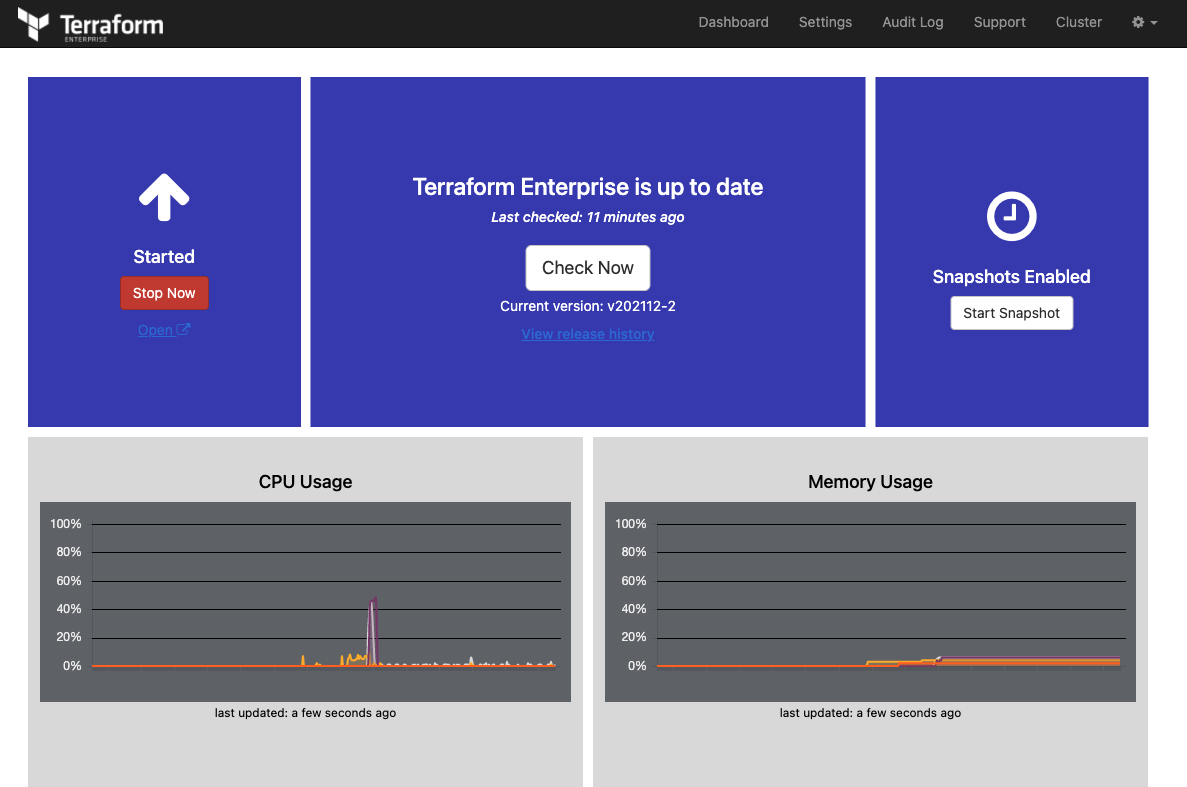 Terraform
ENTERPRISE
Dashboard Settings Audit Log Support Cluster
Started
Stop Now
Open
Terraform Enterprise is up to date
Last checked: 11 minutes ago
Check Now
Current version: v202112-2
View release history
Snapshots Enabled
Start Snapshot
CPU Usage
100%
80%
60%
40%
20%
0%
last updated: a few seconds ago
Memory Usage
100%
80%
60%
40%
20%
0%
last updated: a few seconds ago